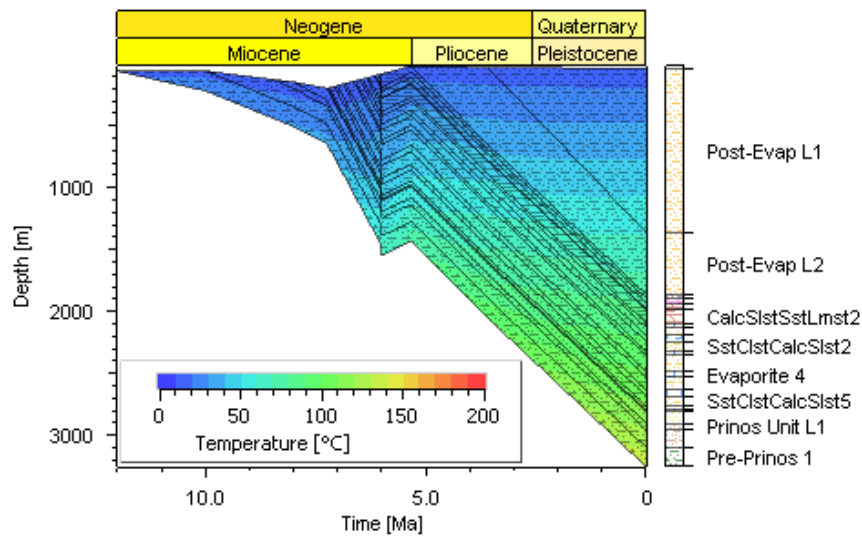 Neogene Quaternary
Miocene Pliocene Pleistocene
Depth [m]
1000
2000
3000
Post-Evap L1
Post-Evap L2
CalcSlstSstLmst2
SstClstCalcSlst2
Evaporite 4
SstClstCalcSlst5
Prinos Unit L1
Pre-Prinos 1
0 50 100 150 200
Temperature [°C]
10.0 5.0 0
Time [Ma]